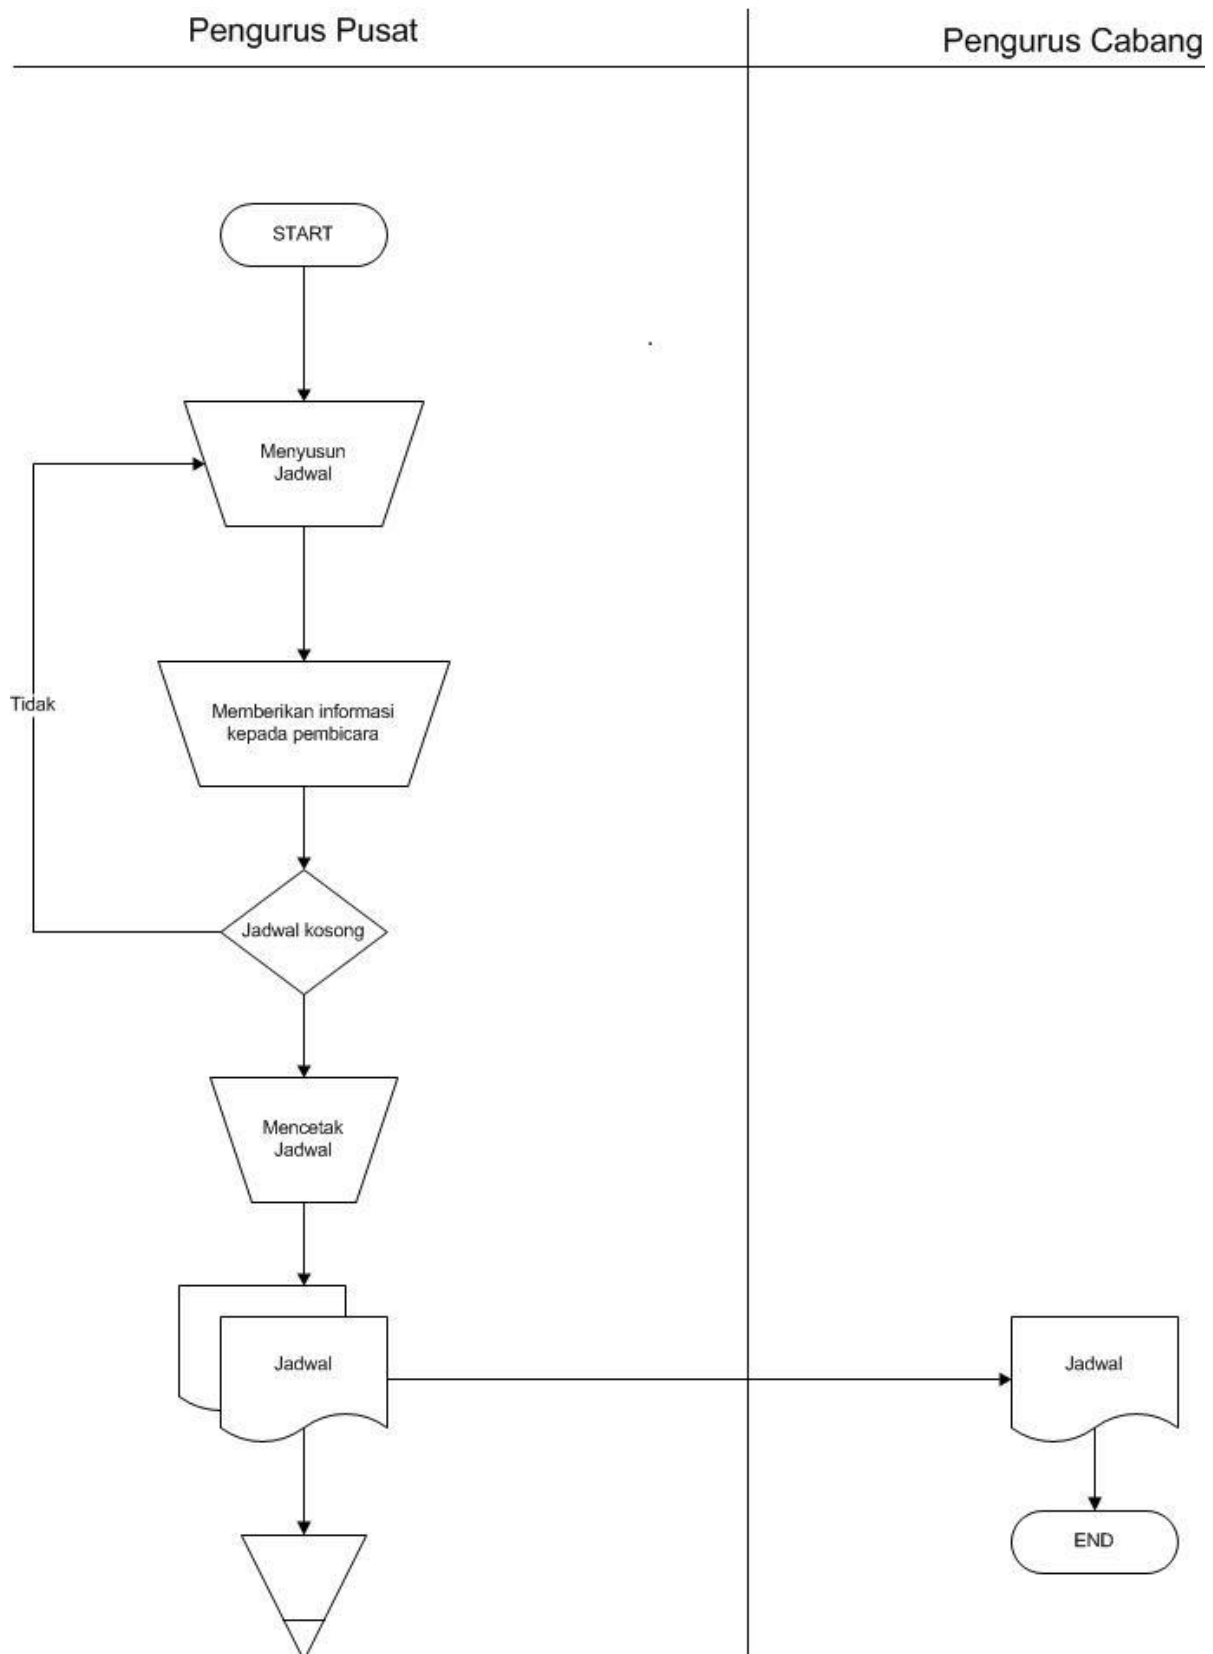 Pengurus Pusat
Pengurus Cabang
START
Menyusun
Jadwal
Tidak
Memberikan informasi
kepada pembicara
Jadwal kosong
Mencetak
Jadwal
Jadwal
Jadwal
END